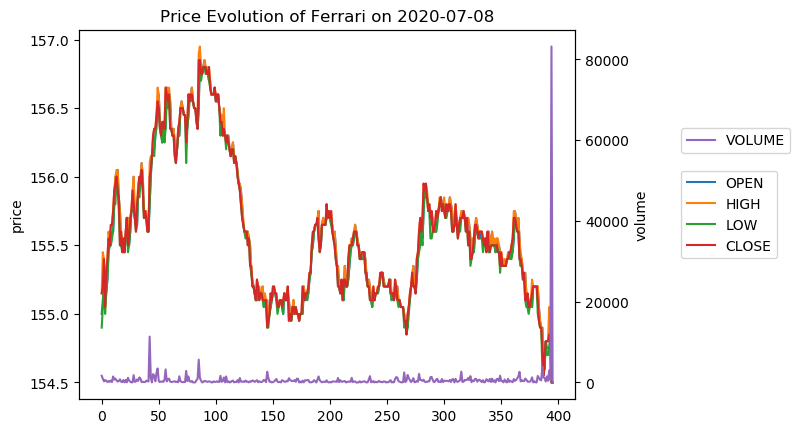 Price Evolution of Ferrari on 2020-07-08
157.0
156.5
156.0
155.5
155.0
154.5
price
0
50
100
150
200
250
300
350
400
80000
60000
40000
20000
0
volume
VOLUME
OPEN
HIGH
LOW
CLOSE